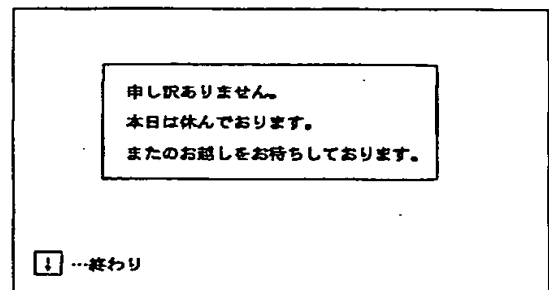 申し訳ありません。
本日は休んでおります。
またのお越しをお待ちしております。
↓…終わり